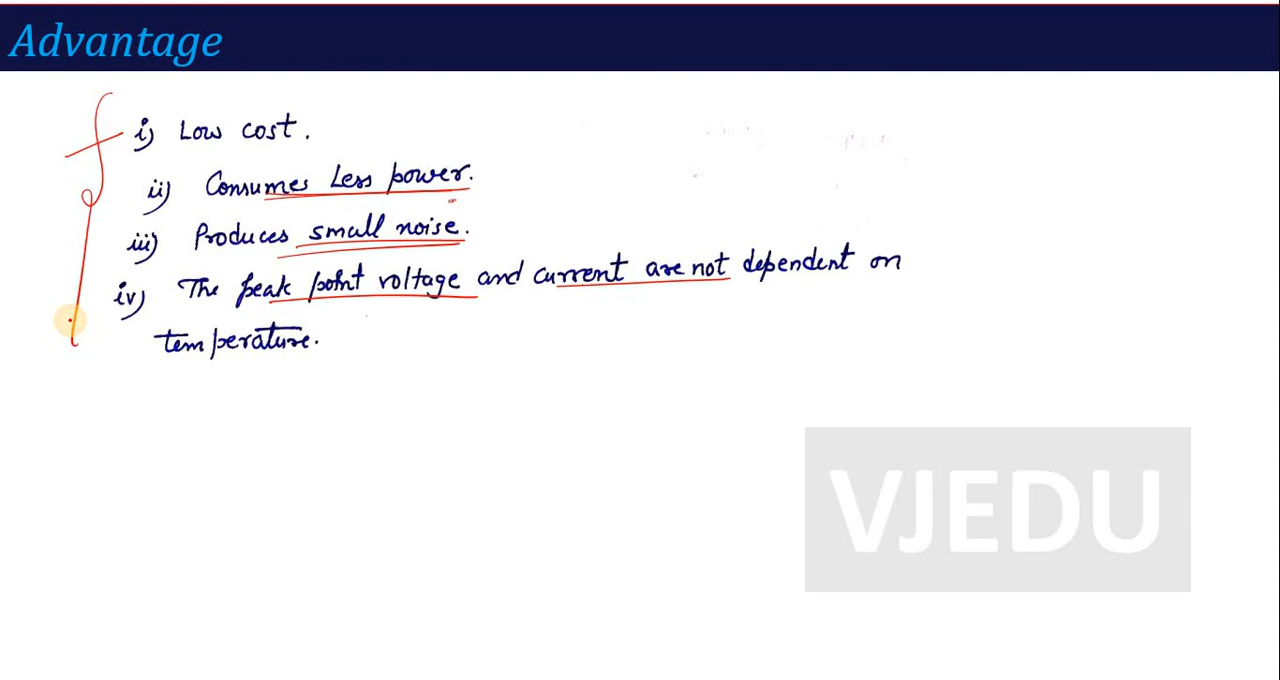 Advantage
i) Low cost.
ii) Consumes Less power.
iii) Produces small noise.
iv) The peak point voltage and current are not dependent on
temperature.
VJEDU